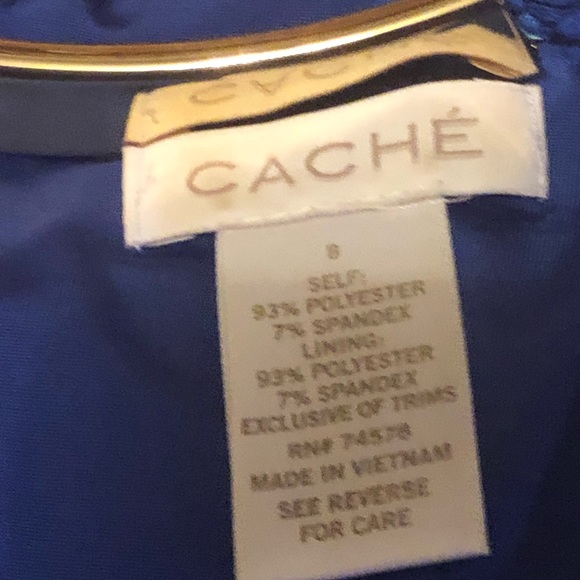 CACHÉ
CACHÉ
8
SELF:
93% POLYESTER
7% SPANDEX
LINING:
93% POLYESTER
7% SPANDEX
EXCLUSIVE OF TRIMS
RN# 74578
MADE IN VIETNAM
SEE REVERSE
FOR CARE